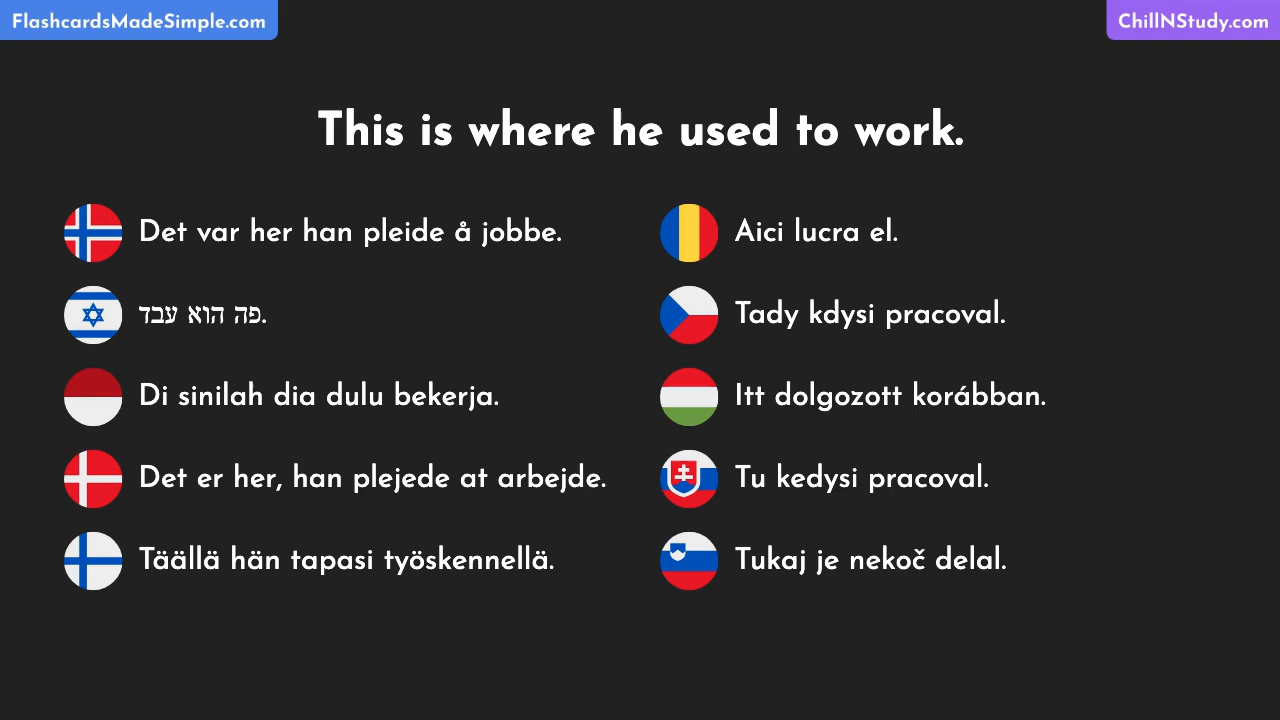 FlashcardsMadeSimple.com
ChillNStudy.com
This is where he used to work.
Det var her han pleide å jobbe.
פה הוא עבד.
Di sinilah dia dulu bekerja.
Det er her, han plejede at arbejde.
Täällä hän tapasi työskennellä.
Aici lucra el.
Tady kdysi pracoval.
Itt dolgozott korábban.
Tu kedysi pracoval.
Tukaj je nekoč delal.